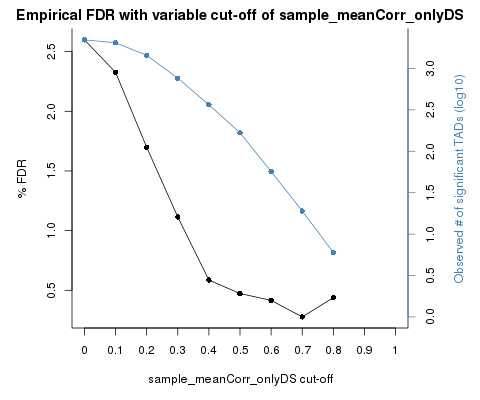 Empirical FDR with variable cut-off of sample_meanCorr_onlyDS
% FDR
2.5
2.0
1.5
1.0
0.5
Observed # of significant TADs (log10)
3.0
2.5
2.0
1.5
1.0
0.5
0.0
0 0.1 0.2 0.3 0.4 0.5 0.6 0.7 0.8 0.9 1
sample_meanCorr_onlyDS cut-off